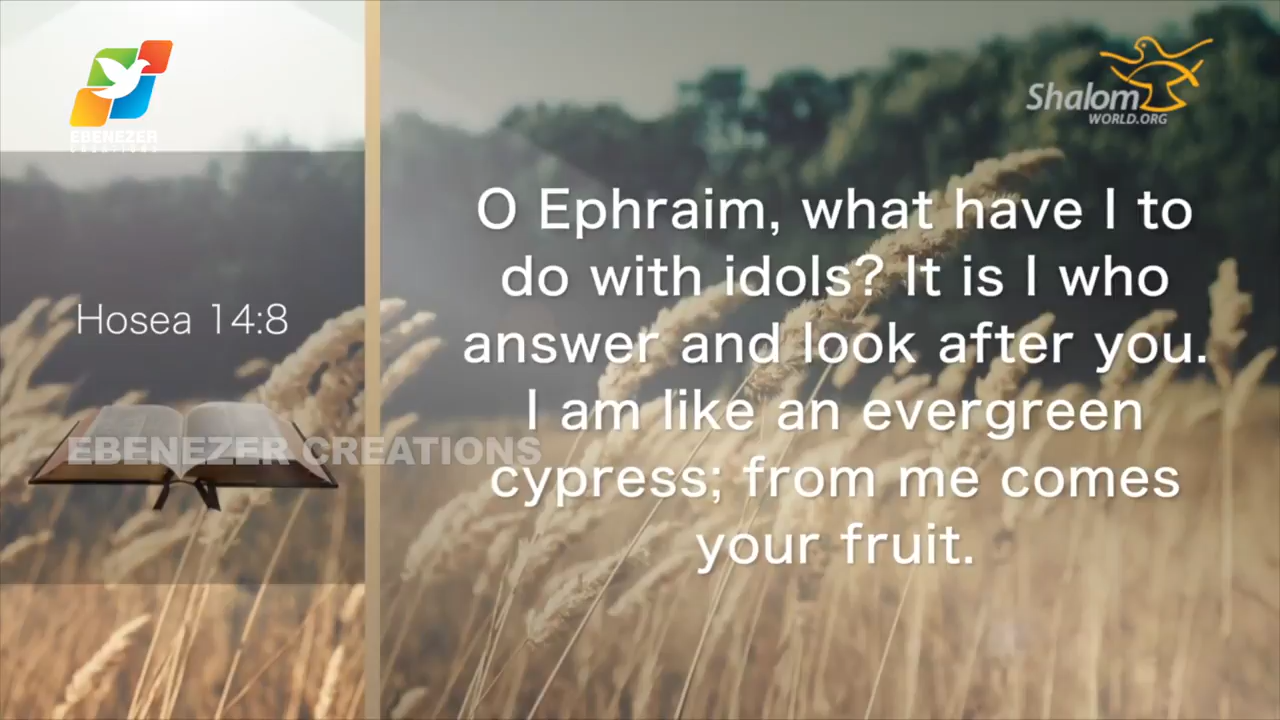 EBENEZER
CREATIONS
Shalom
WORLD.ORG
Hosea 14:8
O Ephraim, what have I to
do with idols? It is I who
answer and look after you.
I am like an evergreen
cypress; from me comes
your fruit.
EBENEZER CREATIONS